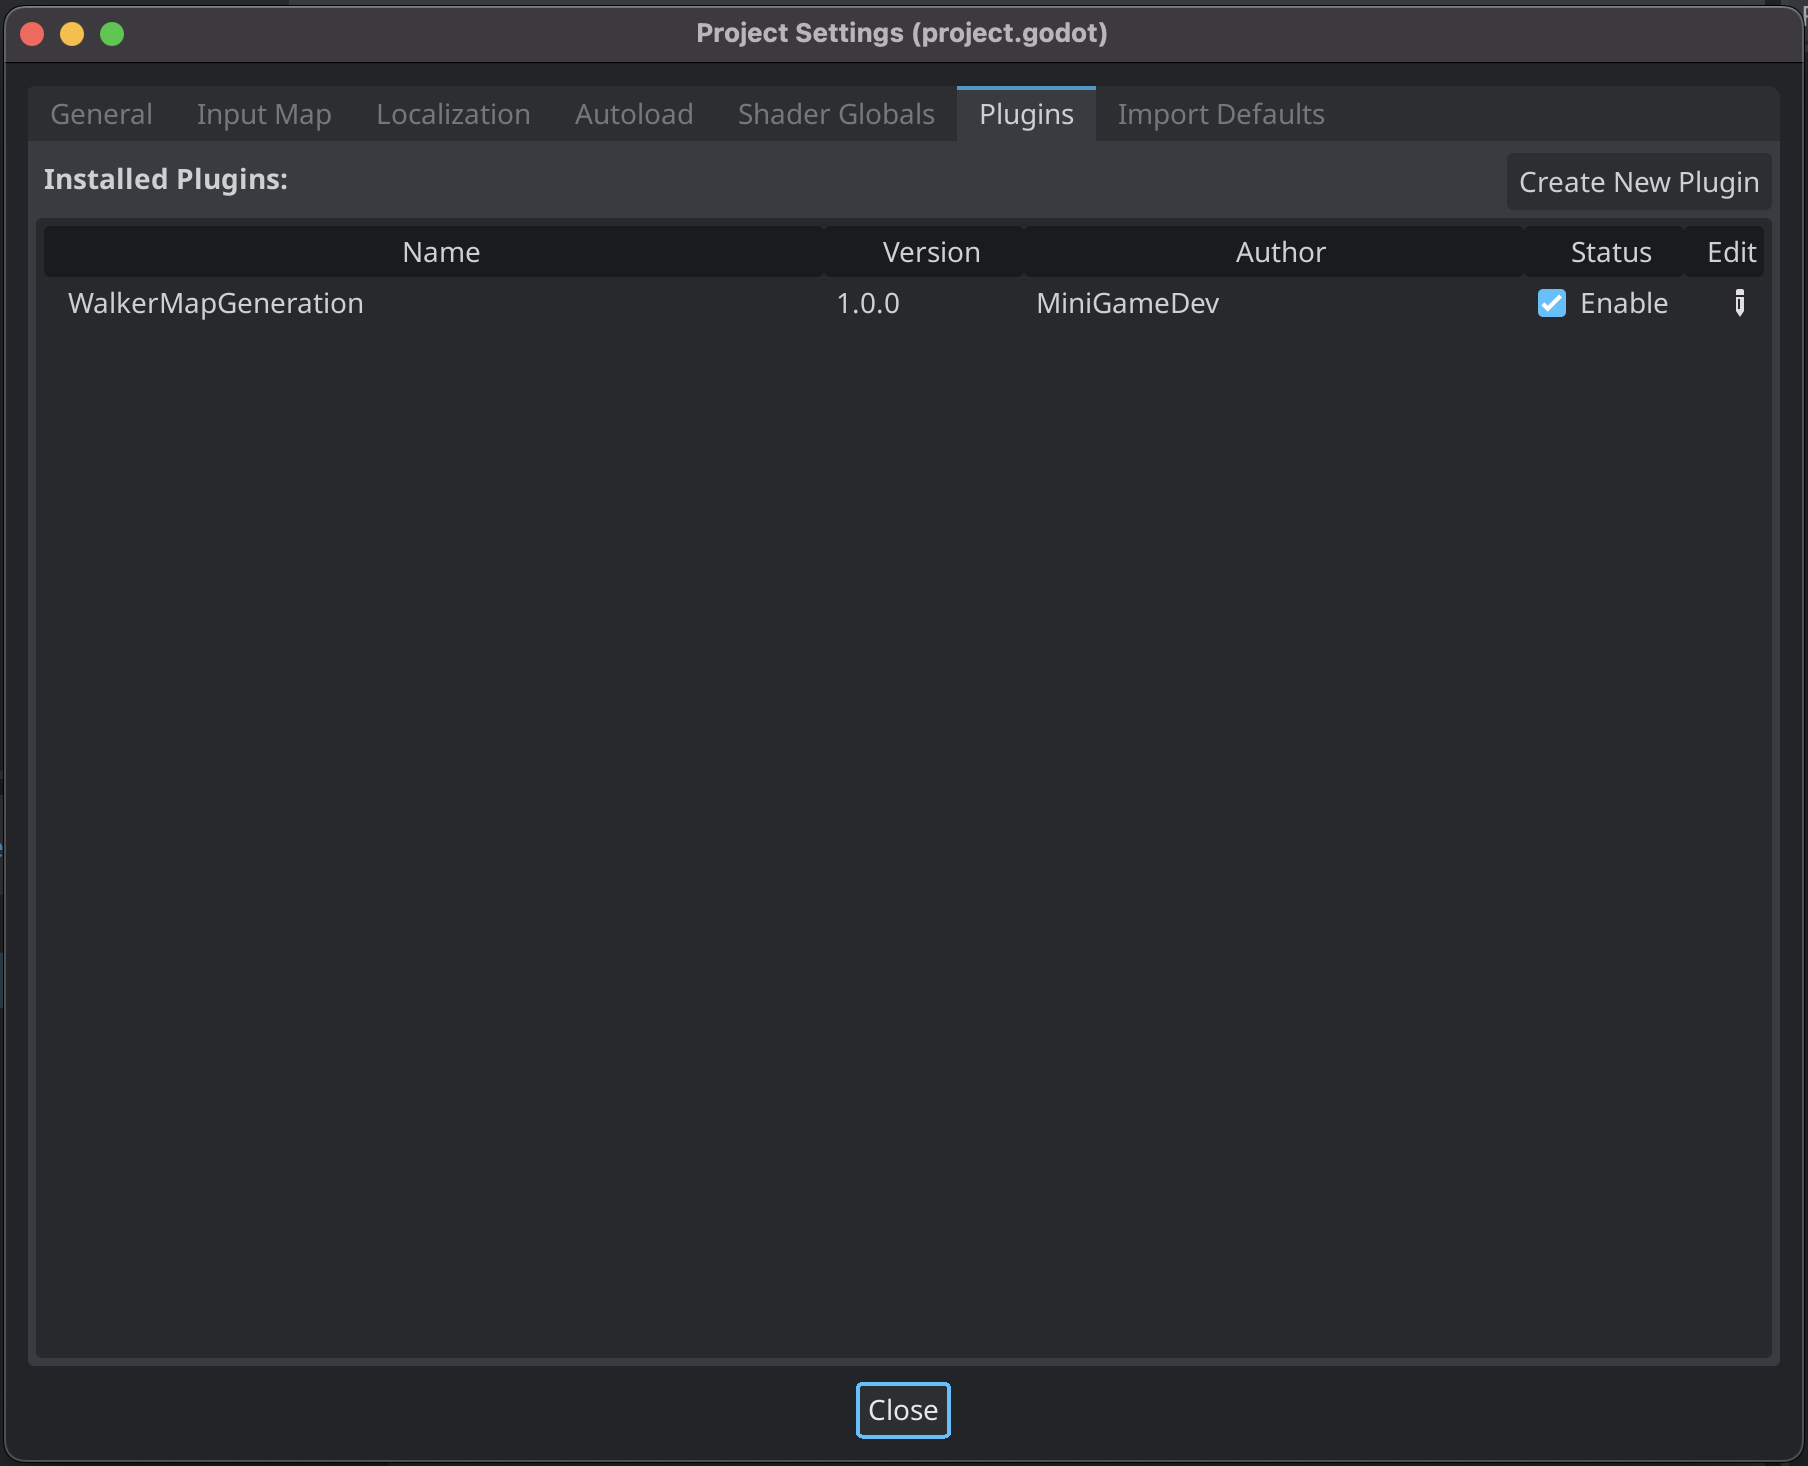 Project Settings (project.godot)
General Input Map Localization Autoload Shader Globals Plugins Import Defaults
Installed Plugins: Create New Plugin
Name Version Author Status Edit
WalkerMapGeneration 1.0.0 MiniGameDev Enable
Close